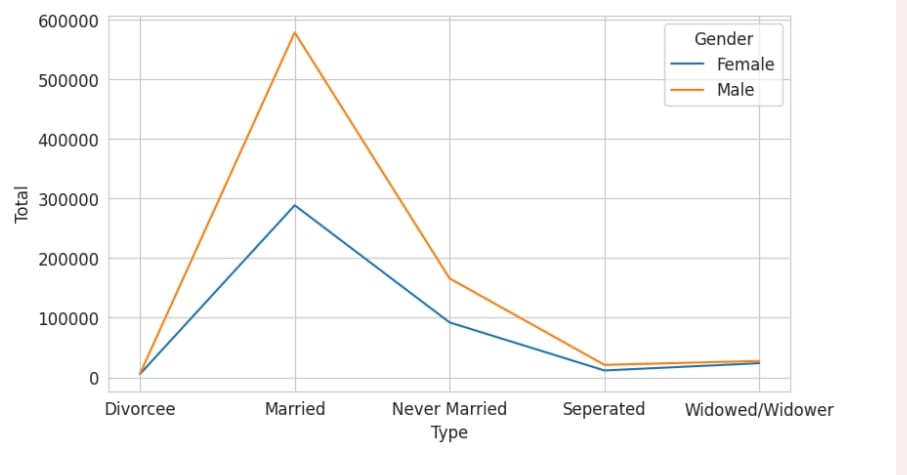 600000
Gender
Female
500000
Male
400000
300000
Total
200000
100000
0
Divorcee Married Never Married Seperated Widowed/Widower
Type